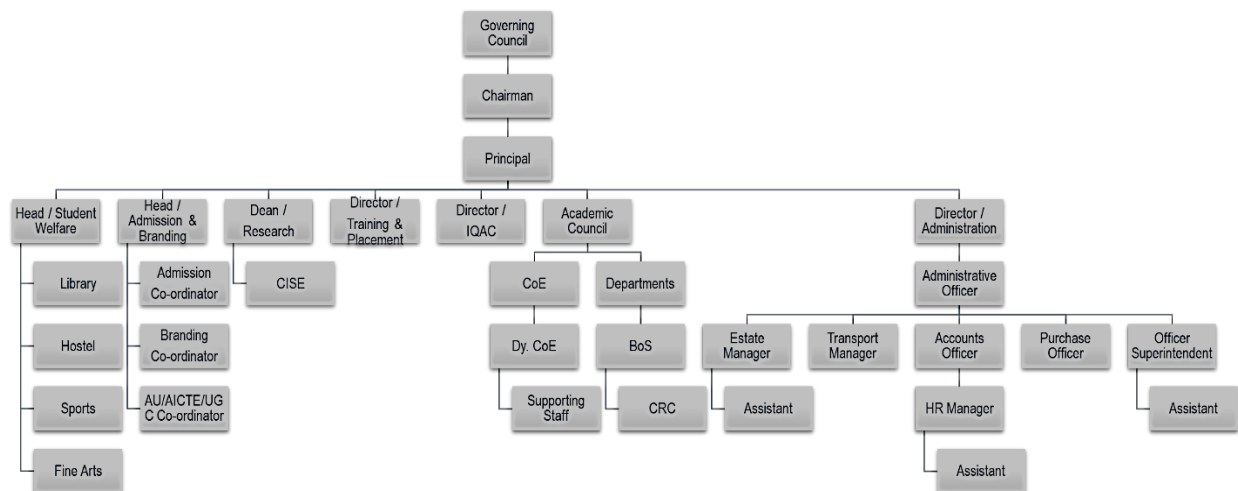 Governing
Council
Chairman
Principal
Head / Student
Welfare
Head /
Admission &
Branding
Dean /
Research
Director /
Training &
Placement
Director /
IQAC
Academic
Council
Director /
Administration
Library
Admission
Co-ordinator
CISE
CoE
Departments
Administrative
Officer
Hostel
Branding
Co-ordinator
Dy. CoE
BoS
Estate
Manager
Transport
Manager
Accounts
Officer
Purchase
Officer
Officer
Superintendent
Sports
AU/AICTE/UG
C Co-ordinator
Supporting
Staff
CRC
Assistant
HR Manager
Assistant
Fine Arts
Assistant